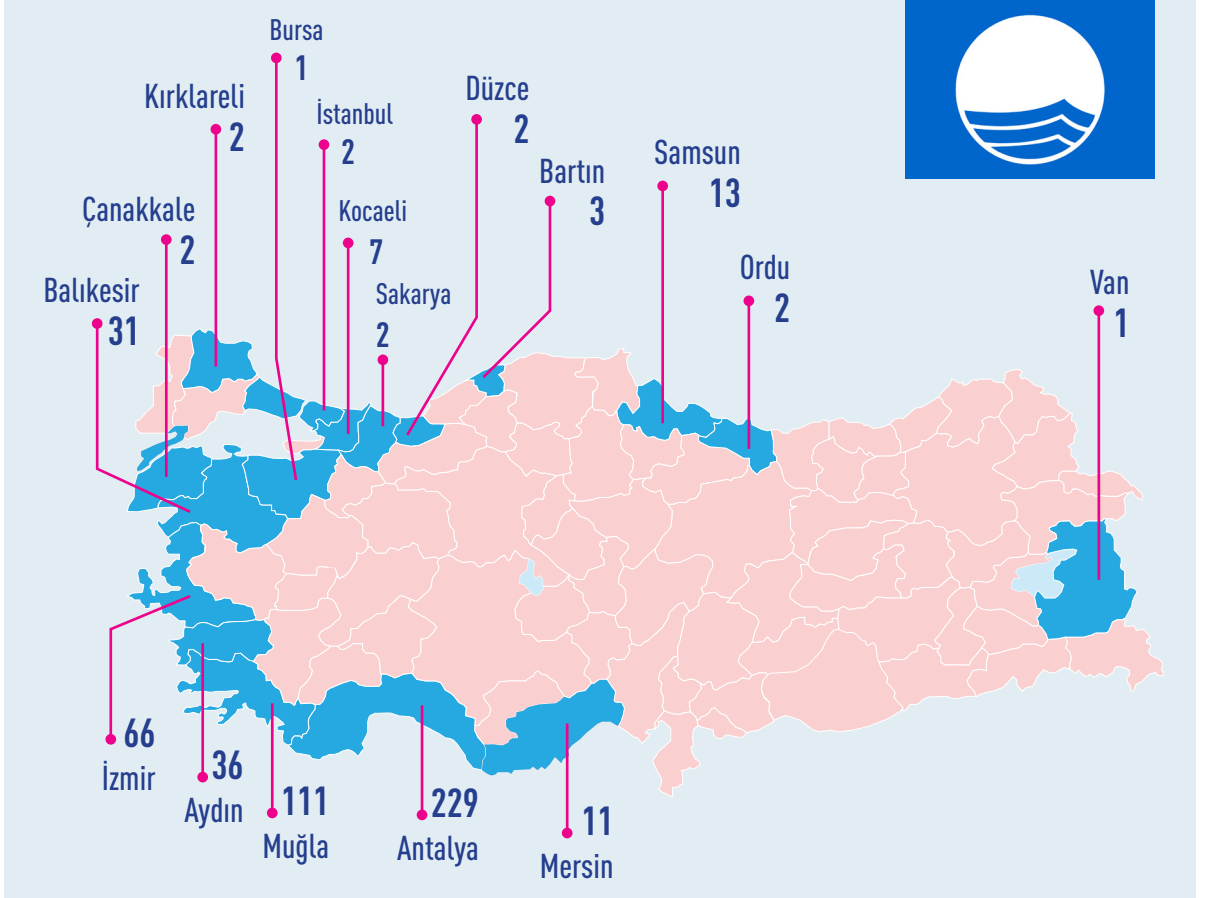 Bursa
1
Kırklareli
2
İstanbul
2
Düzce
2
Bartın
3
Samsun
13
Çanakkale
2
Kocaeli
7
Balıkesir
31
Sakarya
2
Ordu
2
Van
1
66
İzmir
36
Aydın
111
Muğla
229
Antalya
11
Mersin